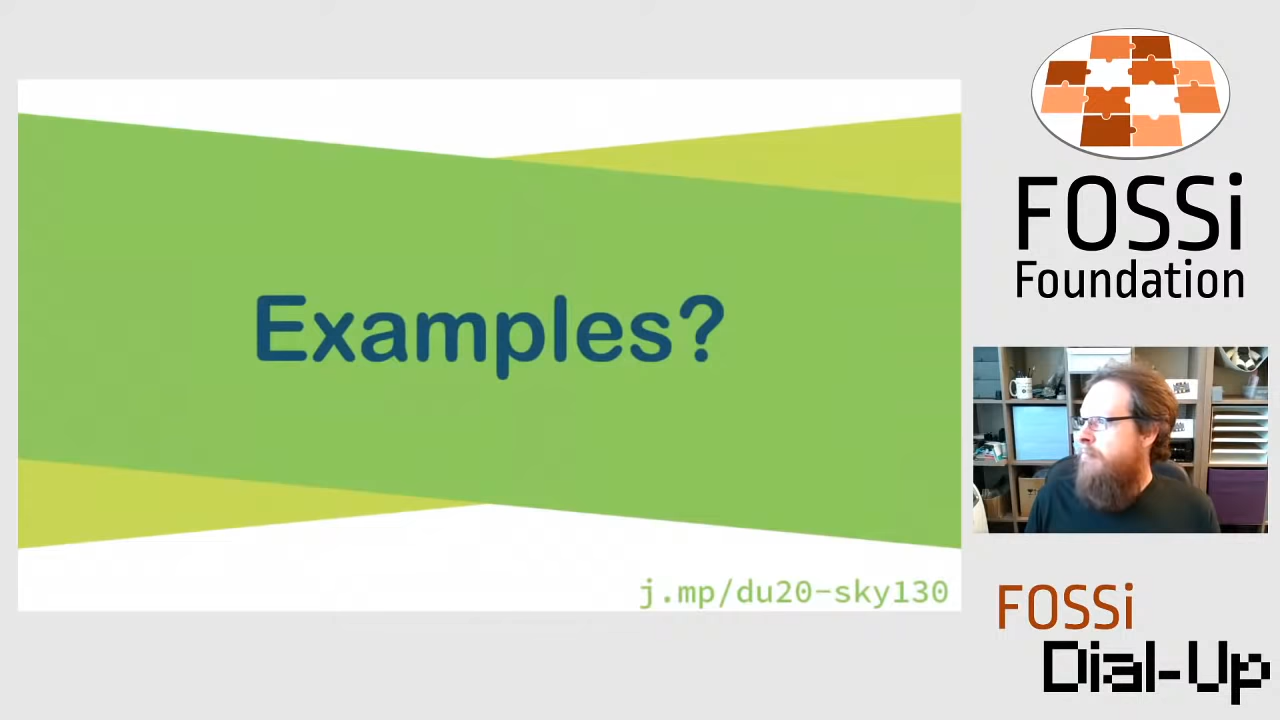 Examples?
j.mp/du20-sky130
FOSSi
Foundation
FOSSi
Dial-Up